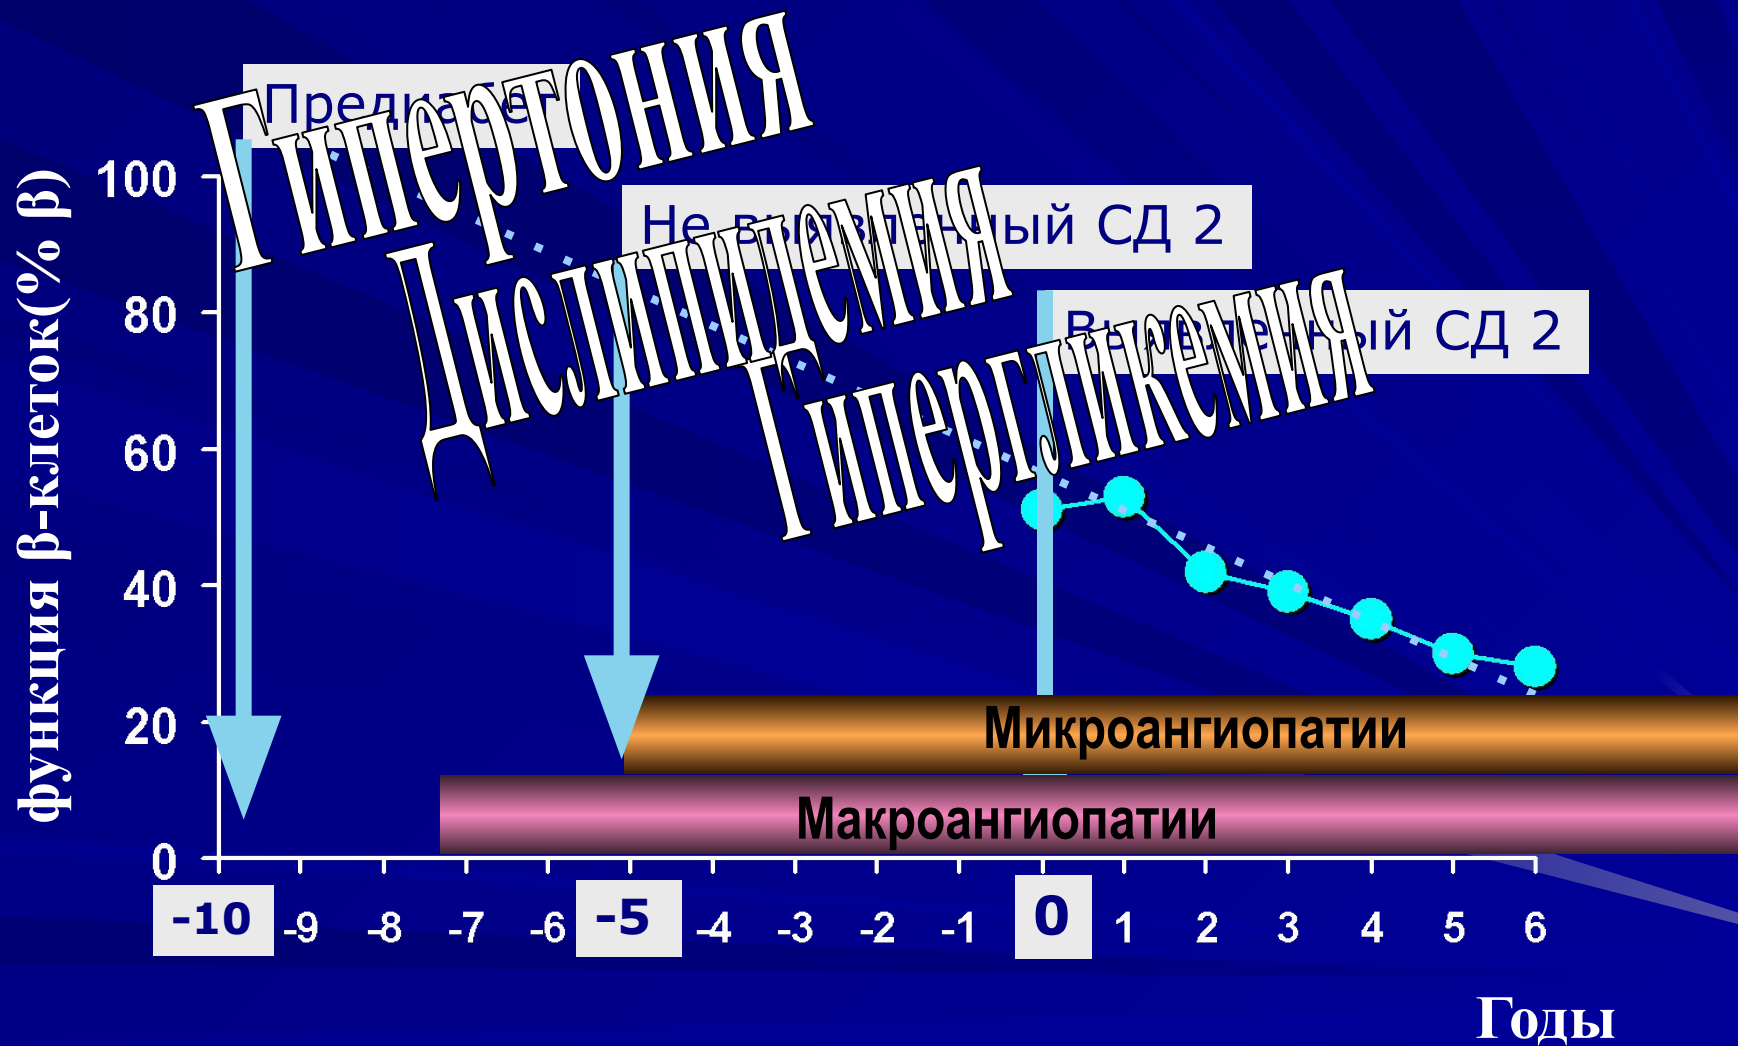 Предиабет
Гипертония
Не выявленный СД 2
Дислипидемия
Выявленный СД 2
Гипергликемия
функция β-клеток(% β)
100
80
60
40
20
0
Микроангиопатии
Макроангиопатии
-10 -9 -8 -7 -6 -5 -4 -3 -2 -1 0 1 2 3 4 5 6
Годы